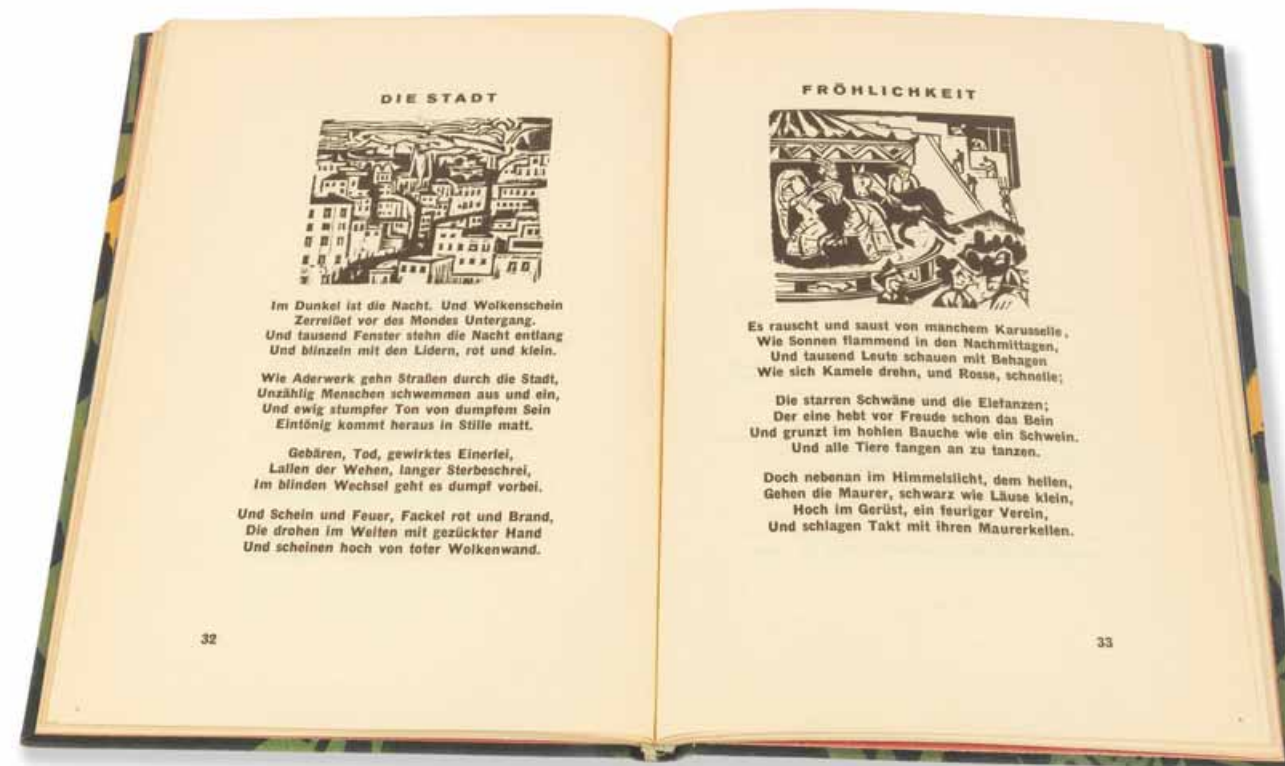 DIE STADT
Im Dunkel ist die Nacht. Und Wolkenschein
Zerreißet vor des Mondes Untergang.
Und tausend Fenster stehn die Nacht entlang
Und blinzeln mit den Lidern, rot und klein.
Wie Aderwerk gehn Straßen durch die Stadt,
Unzählig Menschen schwemmen aus und ein,
Und ewig stumpfer Ton von dumpfem Sein
Eintönig kommt heraus in Stille matt.
Gebären, Tod, gewirktes Einerlei,
Lallen der Wehen, langer Sterbeschrei,
Im blinden Wechsel geht es dumpf vorbei.
Und Schein und Feuer, Fackel rot und Brand,
Die drohen im Weiten mit gezückter Hand
Und scheinen hoch von toter Wolkenwand.
32
FRÖHLICHKEIT
Es rauscht und saust von manchem Karusselle,
Wie Sonnen flammend in den Nachmittagen,
Und tausend Leute schauen mit Behagen
Wie sich Kamele drehn, und Rosse, schnelle;
Die starren Schwäne und die Elefanzen;
Der eine hebt vor Freude schon das Bein
Und grunzt im hohlen Bauche wie ein Schwein.
Und alle Tiere fangen an zu tanzen.
Doch nebenan im Himmelslicht, dem hellen,
Gehen die Maurer, schwarz wie Läuse klein,
Hoch im Gerüst, ein feuriger Verein,
Und schlagen Takt mit ihren Maurerkellen.
33